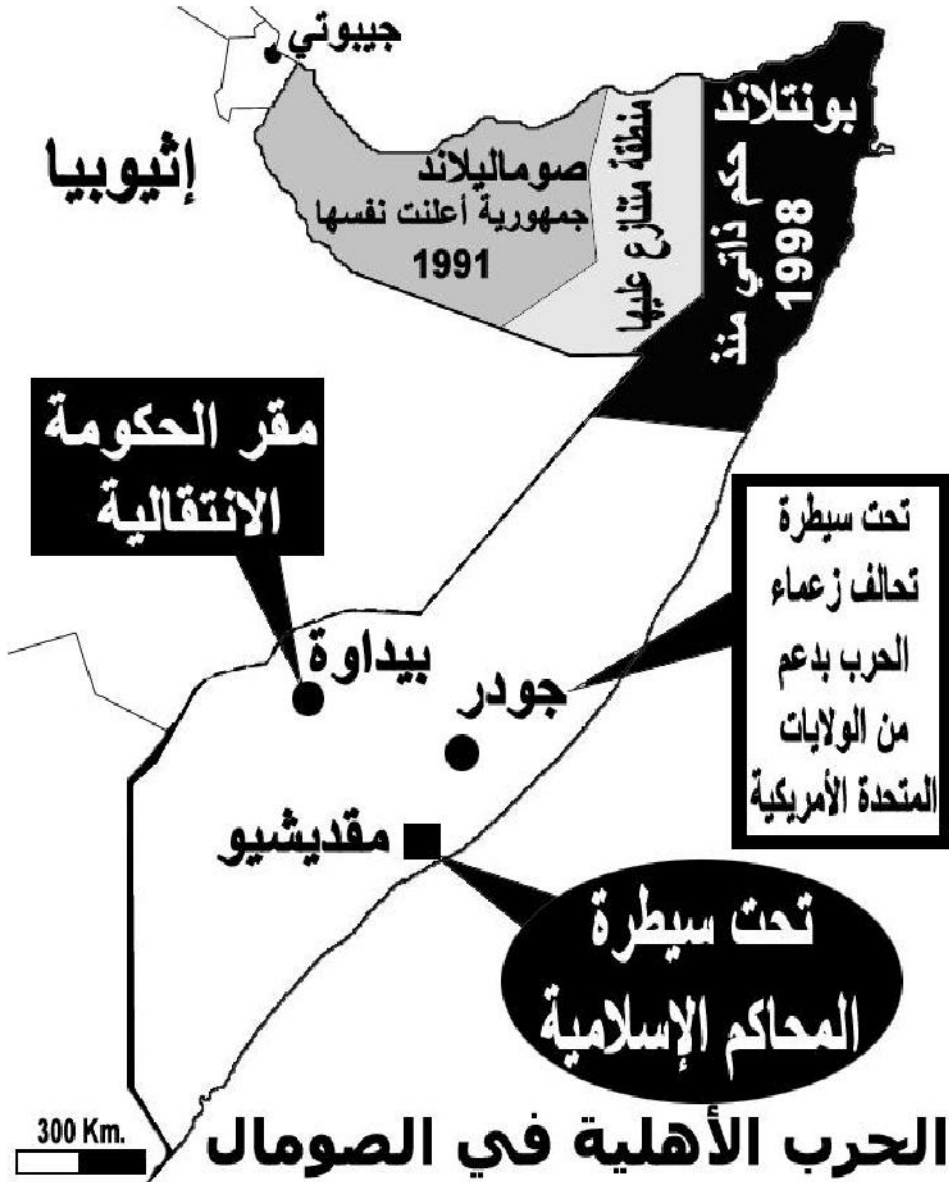 جيبوتي
إثيوبيا
صوماليلاند
جمهورية أعلنت نفسها
1991
منطقة متنازع عليها
بونتلاند
حكم ذاتي منذ
1998
مقر الحكومة
الانتقالية
بيداوة
جودر
تحت سيطرة
تحالف زعماء
الحرب بدعم
من الولايات
المتحدة الأمريكية
مقديشيو
تحت سيطرة
المحاكم الإسلامية
300 Km.
الحرب الأهلية في الصومال